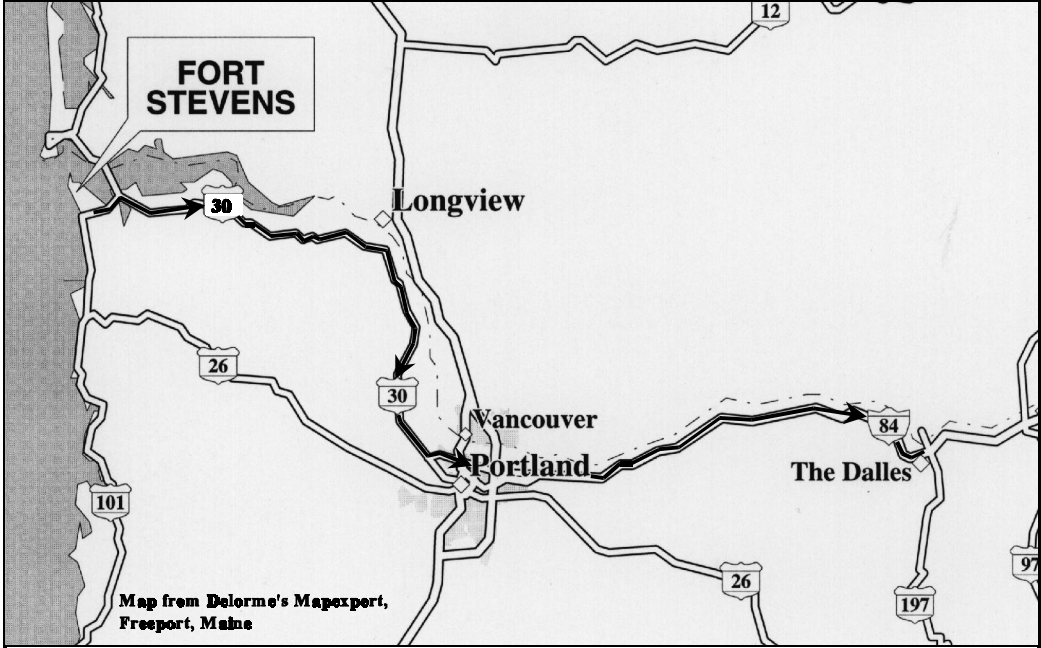 12
FORT
STEVENS
Longview
30
26
30
Vancouver
84
Portland
The Dalles
101
97
26
197
Map from Delorme's Mapexpert,
Freeport, Maine